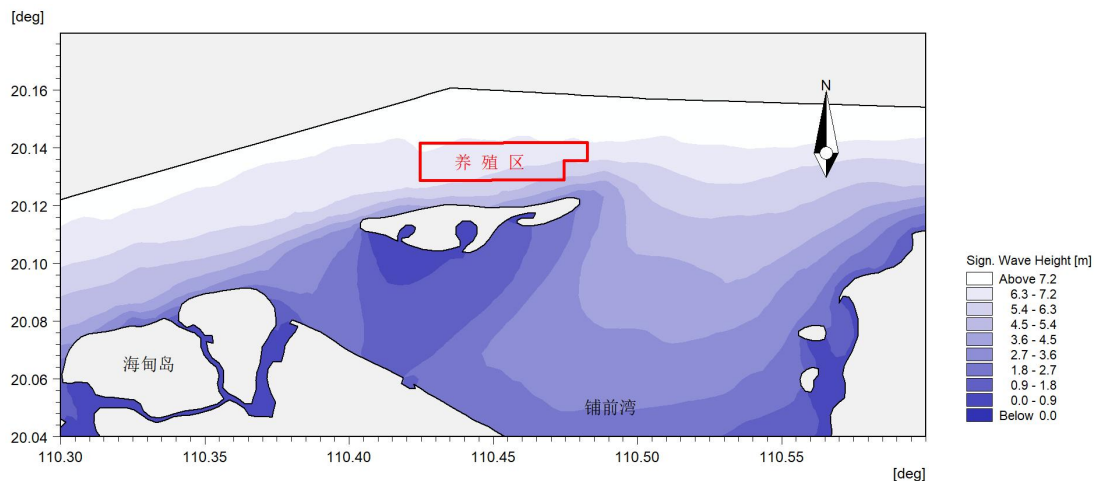 [deg]
20.16
20.14
20.12
20.10
20.08
20.06
20.04
110.30
110.35
110.40
110.45
110.50
110.55
[deg]
N
养殖区
海甸岛
铺前湾
Sign. Wave Height [m]
Above 7.2
6.3 - 7.2
5.4 - 6.3
4.5 - 5.4
3.6 - 4.5
2.7 - 3.6
1.8 - 2.7
0.9 - 1.8
0.0 - 0.9
Below 0.0